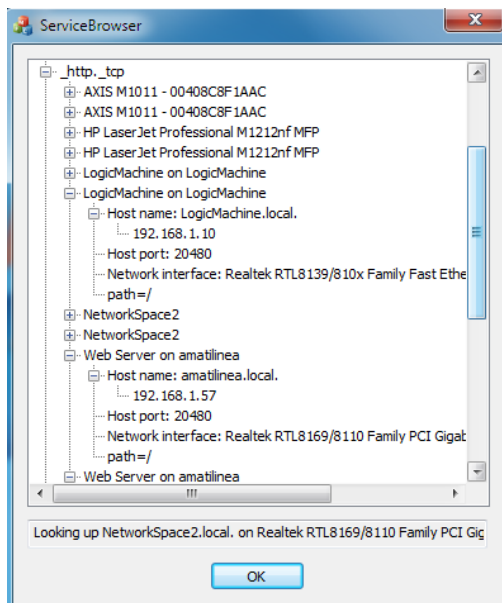 ServiceBrowser
_http._tcp
AXIS M1011 - 00408C8F1AAC
AXIS M1011 - 00408C8F1AAC
HP LaserJet Professional M1212nf MFP
HP LaserJet Professional M1212nf MFP
LogicMachine on LogicMachine
LogicMachine on LogicMachine
Host name: LogicMachine.local.
192.168.1.10
Host port: 20480
Network interface: Realtek RTL8139/810x Family Fast Ethe
path=/
NetworkSpace2
NetworkSpace2
Web Server on amatilinea
Host name: amatilinea.local.
192.168.1.57
Host port: 20480
Network interface: Realtek RTL8169/8110 Family PCI Gigab
path=/
Web Server on amatilinea
Looking up NetworkSpace2.local. on Realtek RTL8169/8110 Family PCI Gig
OK